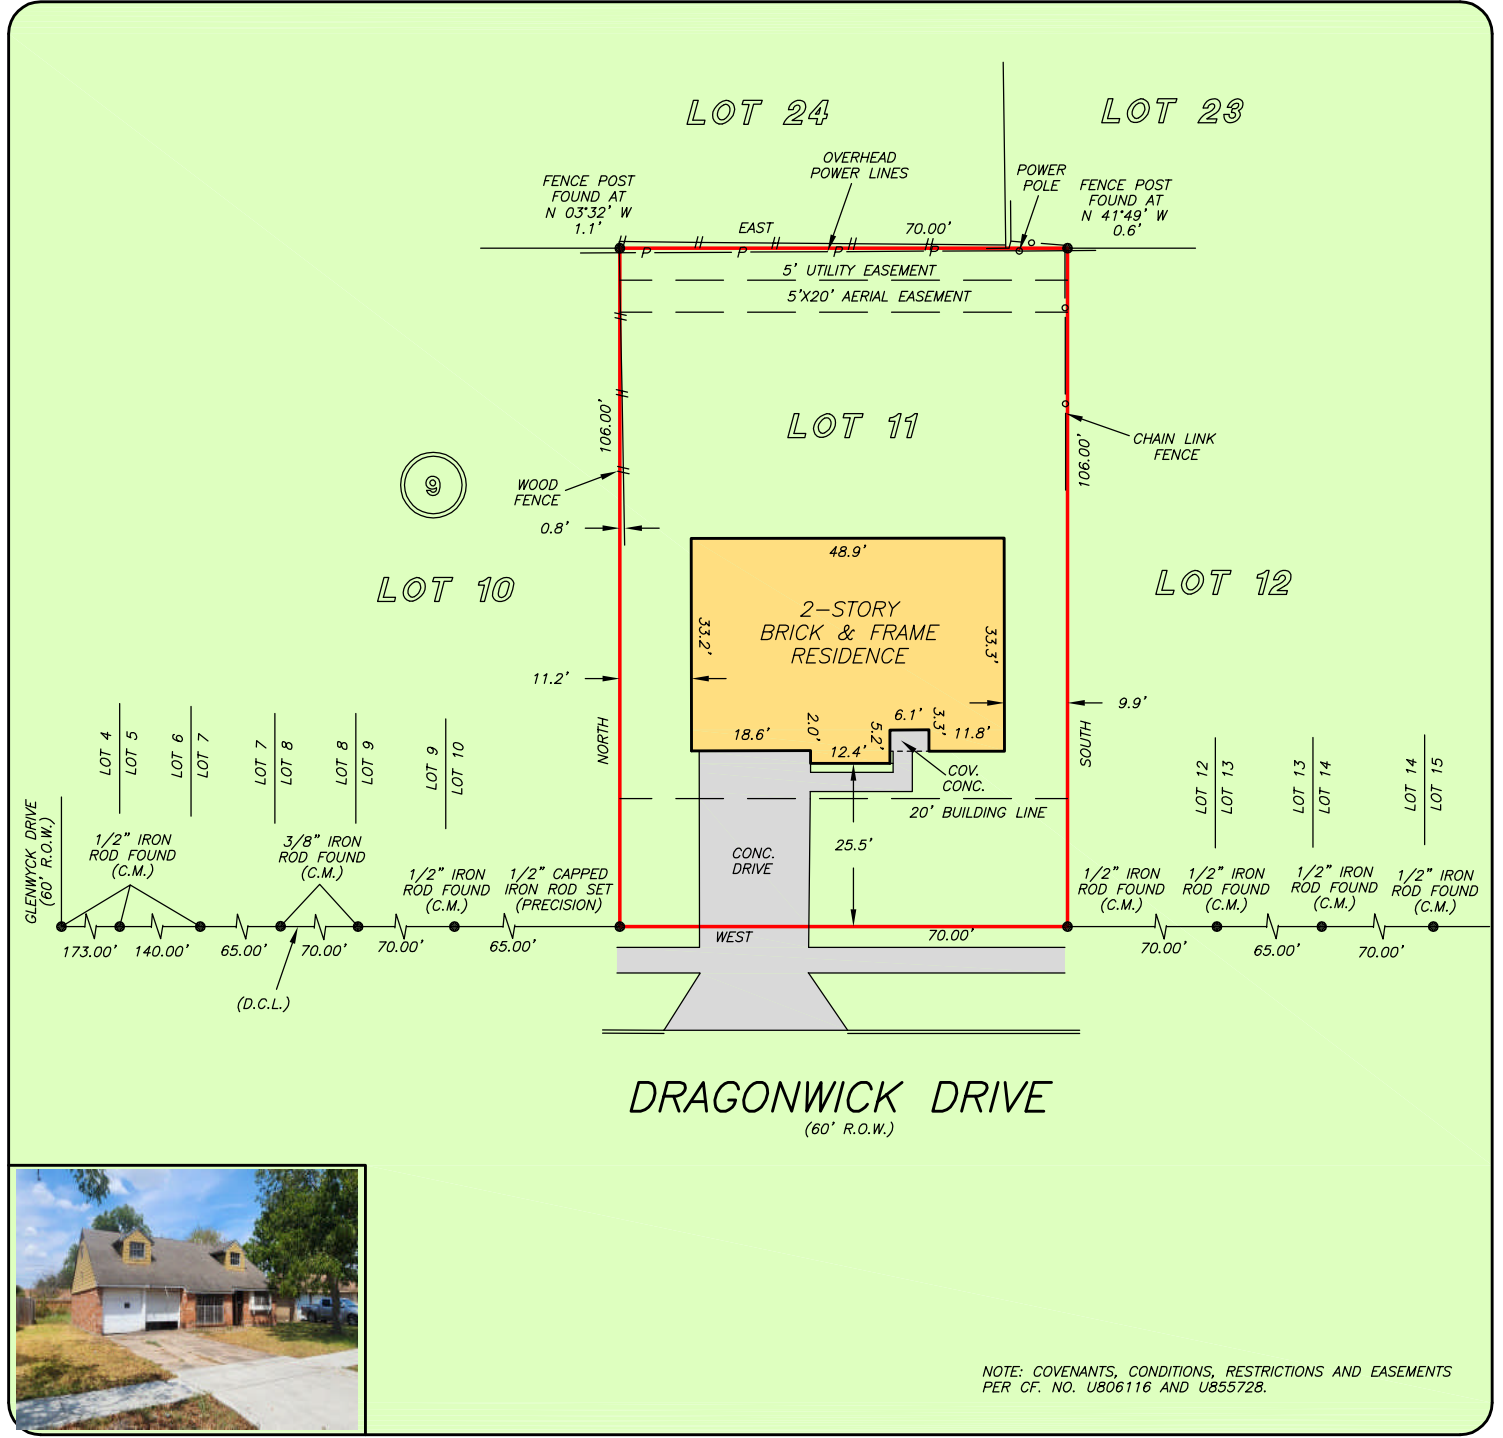 LOT 24
LOT 23
OVERHEAD
POWER LINES
POWER
POLE
FENCE POST
FOUND AT
N 03°32' W
1.1'
FENCE POST
FOUND AT
N 41°49' W
0.6'
EAST
70.00'
P
P
P
P
5' UTILITY EASEMENT
5'X20' AERIAL EASEMENT
106.00'
LOT 11
106.00'
CHAIN LINK
FENCE
9
WOOD
FENCE
0.8'
48.9'
LOT 10
LOT 12
2-STORY
BRICK & FRAME
RESIDENCE
33.2'
33.3'
11.2'
9.9'
NORTH
SOUTH
18.6'
2.0'
12.4'
5.2'
6.1'
3.3'
11.8'
COV.
CONC.
20' BUILDING LINE
25.5'
CONC.
DRIVE
GLENWYCK DRIVE
(60' R.O.W.)
LOT 4
LOT 5
LOT 6
LOT 7
LOT 7
LOT 8
LOT 8
LOT 9
LOT 9
LOT 10
LOT 12
LOT 13
LOT 13
LOT 14
LOT 14
LOT 15
1/2" IRON
ROD FOUND
(C.M.)
3/8" IRON
ROD FOUND
(C.M.)
1/2" IRON
ROD FOUND
(C.M.)
1/2" CAPPED
IRON ROD SET
(PRECISION)
1/2" IRON
ROD FOUND
(C.M.)
1/2" IRON
ROD FOUND
(C.M.)
1/2" IRON
ROD FOUND
(C.M.)
1/2" IRON
ROD FOUND
(C.M.)
173.00'
140.00'
65.00'
70.00'
70.00'
65.00'
WEST
70.00'
70.00'
65.00'
70.00'
(D.C.L.)
DRAGONWICK DRIVE
(60' R.O.W.)
NOTE: COVENANTS, CONDITIONS, RESTRICTIONS AND EASEMENTS
PER CF. NO. U806116 AND U855728.